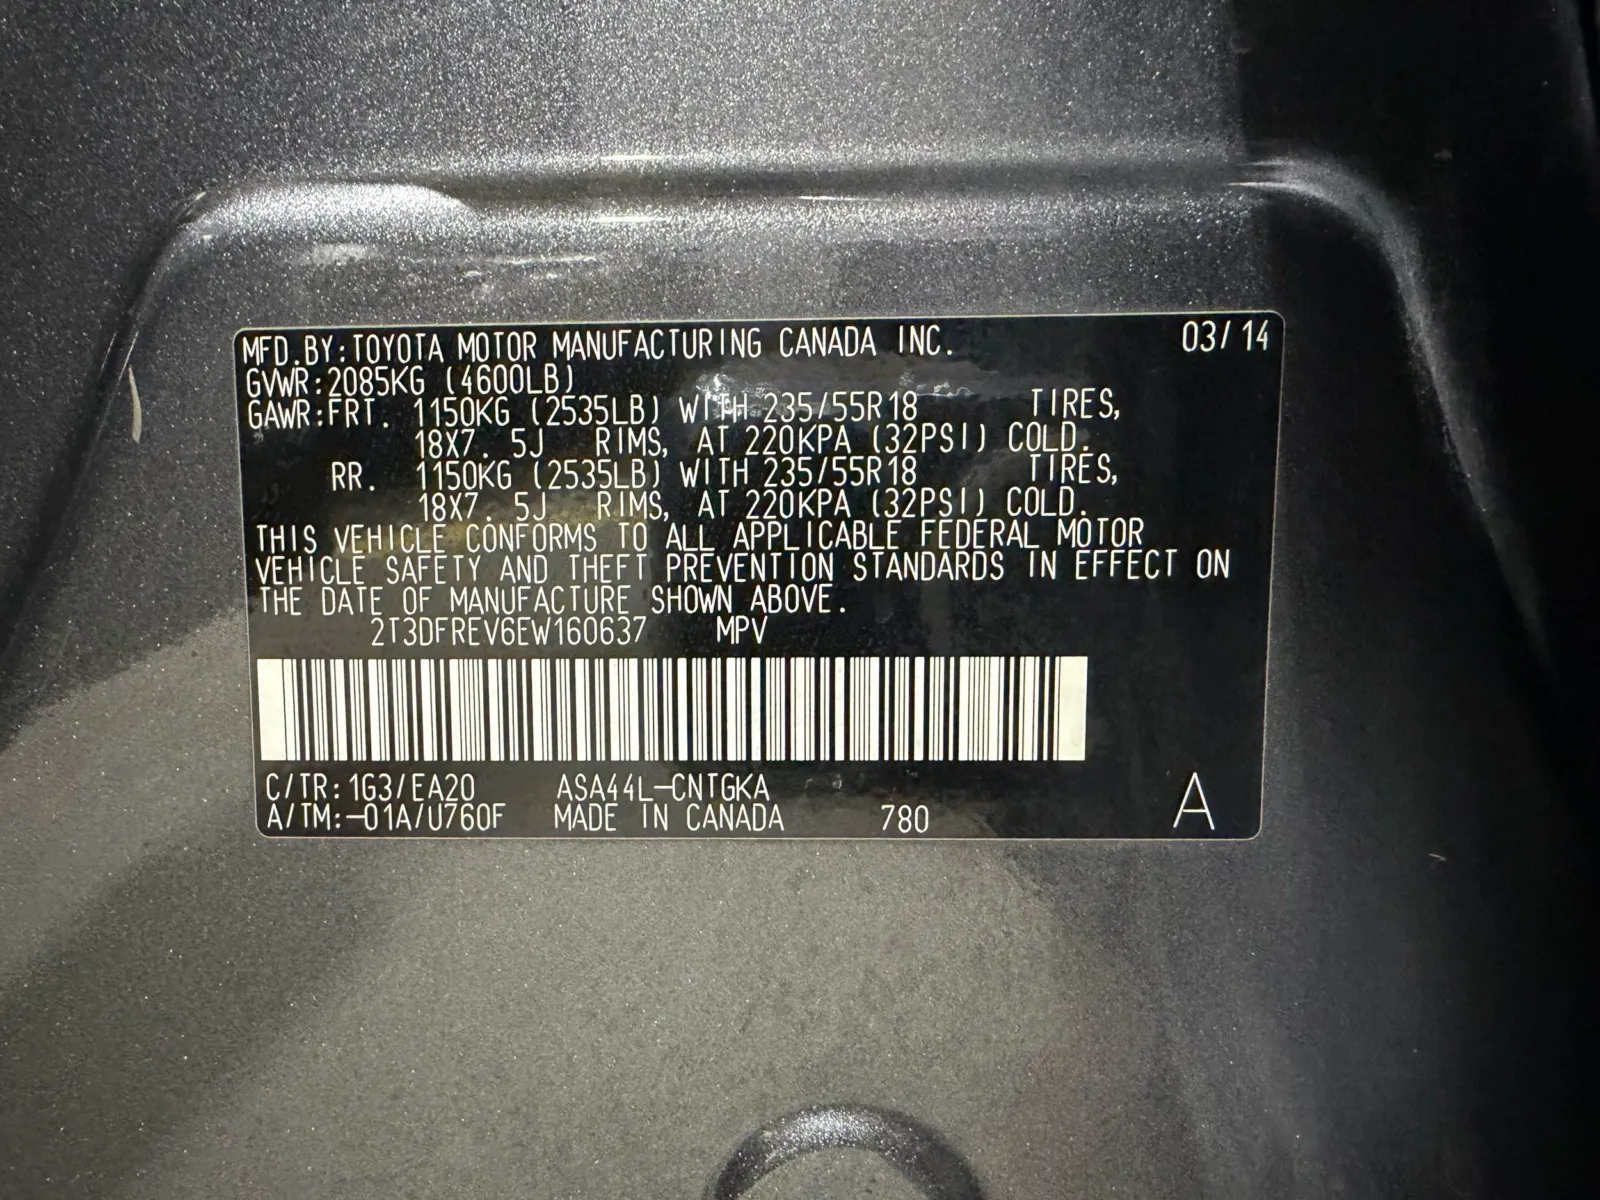 MFD.BY:TOYOTA MOTOR MANUFACTURING CANADA INC. 03/14
GVWR:2085KG (4600LB)
GAWR:FRT. 1150KG (2535LB) WITH 235/55R18 TIRES,
18X7.5J RIMS, AT 220KPA (32PSI) COLD.
RR. 1150KG (2535LB) WITH 235/55R18 TIRES,
18X7.5J RIMS, AT 220KPA (32PSI) COLD.
THIS VEHICLE CONFORMS TO ALL APPLICABLE FEDERAL MOTOR
VEHICLE SAFETY AND THEFT PREVENTION STANDARDS IN EFFECT ON
THE DATE OF MANUFACTURE SHOWN ABOVE.
2T3DFREV6EW160637 MPV
C/TR:1G3/EA20 ASA44L-CNTGKA
A/TM:-01A/U760F MADE IN CANADA 780 A